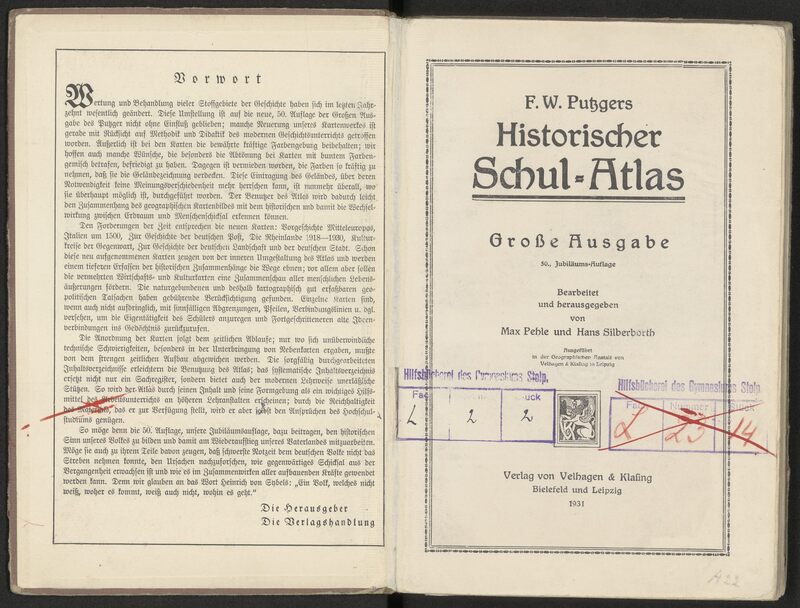 Vorwort
Wertung und Behandlung vieler Stoffgebiete der Geschichte haben sich im letzten Jahr-
zehnt wesentlich geändert. Diese Umstellung ist auf die neue, 50. Auflage der Großen Aus-
gabe des Putzger nicht ohne Einfluß geblieben; manche Neuerung unseres Kartenwerkes ist
gerade mit Rücksicht auf Methodik und Didaktik des modernen Geschichtsunterrichts getroffen
worden. Äußerlich ist bei den Karten die bewährte kräftige Farbengebung beibehalten; wir
hoffen auch manche Wünsche, die besonders die Abtönung bei Karten mit buntem Farben-
gemisch betrafen, befriedigt zu haben. Dagegen ist vermieden worden, die Farben so kräftig zu
nehmen, daß sie die Geländezeichnung verdecken. Diese Eintragung des Geländes, über deren
Notwendigkeit keine Meinungsverschiedenheit mehr herrschen kann, ist nunmehr überall, wo
sie überhaupt möglich ist, durchgeführt worden. Der Benutzer des Atlas wird dadurch leicht
den Zusammenhang des geographischen Kartenbildes mit dem historischen und damit die Wechsel-
wirkung zwischen Erdraum und Menschenschicksal erkennen können.
Den Forderungen der Zeit entsprechen die neuen Karten: Vorgeschichte Mitteleuropas,
Italien um 1500, Zur Geschichte der deutschen Post, Die Rheinlande 1918—1930, Kultur-
kreise der Gegenwart, Zur Geschichte der deutschen Landschaft und der deutschen Stadt. Schon
diese neu aufgenommenen Karten zeugen von der inneren Umgestaltung des Atlas und werden
einem tieferen Erfassen der historischen Zusammenhänge die Wege ebnen; vor allem aber sollen
die vermehrten Wirtschafts- und Kulturkarten eine Zusammenschau aller menschlichen Lebens-
äußerungen fördern. Die naturgebundenen und deshalb kartographisch gut erfaßbaren geo-
politischen Tatsachen haben gebührende Berücksichtigung gefunden. Einzelne Karten sind,
wenn auch nicht aufdringlich, mit sinnfälligen Abgrenzungen, Pfeilen, Verbindungslinien u. dgl.
versehen, um die Eigentätigkeit des Schülers anzuregen und Fortgeschritteneren alte Ideen-
verbindungen ins Gedächtnis zurückzurufen.
Die Anordnung der Karten folgt dem zeitlichen Ablaufe; nur wo sich unüberwindliche
technische Schwierigkeiten, besonders in der Unterbringung von Nebenkarten ergaben, mußte
von dem strengen zeitlichen Aufbau abgewichen werden. Die sorgfältig durchgearbeiteten
Inhaltsverzeichnisse erleichtern die Benutzung des Atlas; das systematische Inhaltsverzeichnis
ersetzt nicht nur ein Sachregister, sondern bietet auch der modernen Lehrweise unerläßliche
Stützen. So wird der Atlas durch seinen Inhalt und seine Formgebung als ein wichtiges Hilfs-
mittel des Arbeitsunterrichts an höheren Lehranstalten erscheinen; durch die Reichhaltigkeit
des Materials, das er zur Verfügung stellt, wird er aber selbst den Ansprüchen des Hochschul-
studiums genügen.
So möge denn die 50. Auflage, unsere Jubiläumsauflage, dazu beitragen, den historischen
Sinn unseres Volkes zu bilden und damit am Wiederaufstieg unseres Vaterlandes mitzuarbeiten.
Möge sie auch zu ihrem Teile davon zeugen, daß schwerste Notzeit dem deutschen Volke nicht das
Streben nehmen konnte, den Ursachen nachzuforschen, wie gegenwärtiges Schicksal aus der
Vergangenheit erwachsen ist und wie es im Zusammenwirken aller aufbauenden Kräfte gewendet
werden kann. Denn wir glauben an das Wort Heinrich von Sybels: „Ein Volk, welches nicht
weiß, woher es kommt, weiß auch nicht, wohin es geht.“
Die Herausgeber
Die Verlagshandlung
F. W. Putzgers
Historischer
Schul-Atlas
Große Ausgabe
50., Jubiläums-Auflage
Bearbeitet
und herausgegeben
von
Max Pehle und Hans Silberborth
Ausgeführt
in der Geographischen Anstalt von
Velhagen & Klasing in Leipzig
Hilfsbücherei des Gymnasiums Stolp.
Fach Nummer Stück
L 2 2
Hilfsbücherei des Gymnasiums Stolp.
Fach Nummer Stück
L 23 14
Verlag von Velhagen & Klasing
Bielefeld und Leipzig
1931
A22